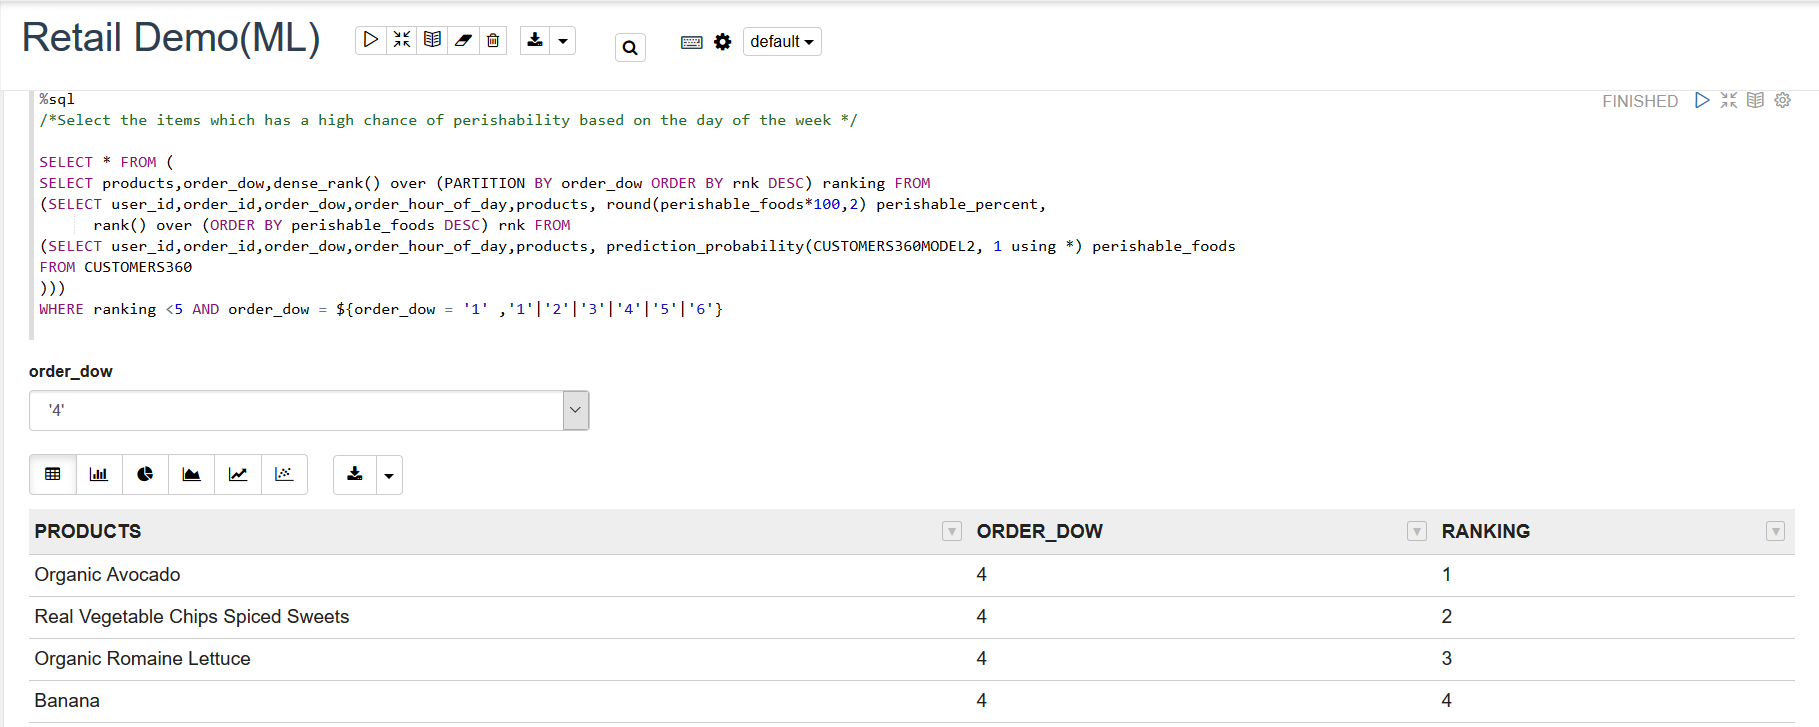 Retail Demo(ML)
default
%sql
FINISHED
/*Select the items which has a high chance of perishability based on the day of the week */
SELECT * FROM (
SELECT products,order_dow,dense_rank() over (PARTITION BY order_dow ORDER BY rnk DESC) ranking FROM
(SELECT user_id,order_id,order_dow,order_hour_of_day,products, round(perishable_foods*100,2) perishable_percent,
rank() over (ORDER BY perishable_foods DESC) rnk FROM
(SELECT user_id,order_id,order_dow,order_hour_of_day,products, prediction_probability(CUSTOMERS360MODEL2, 1 using *) perishable_foods
FROM CUSTOMERS360
)))
WHERE ranking <5 AND order_dow = ${order_dow = '1' ,'1'|'2'|'3'|'4'|'5'|'6'}
order_dow
'4'
PRODUCTS ORDER_DOW RANKING
Organic Avocado 4 1
Real Vegetable Chips Spiced Sweets 4 2
Organic Romaine Lettuce 4 3
Banana 4 4